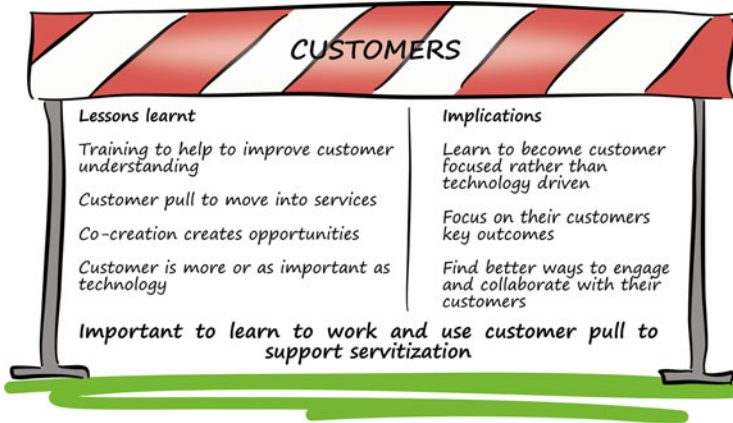 CUSTOMERS
Lessons learnt
Training to help to improve customer
understanding
Customer pull to move into services
Co-creation creates opportunities
Customer is more or as important as
technology
Implications
Learn to become customer
focused rather than
technology driven
Focus on their customers
key outcomes
Find better ways to engage
and collaborate with their
customers
Important to learn to work and use customer pull to
support servitization